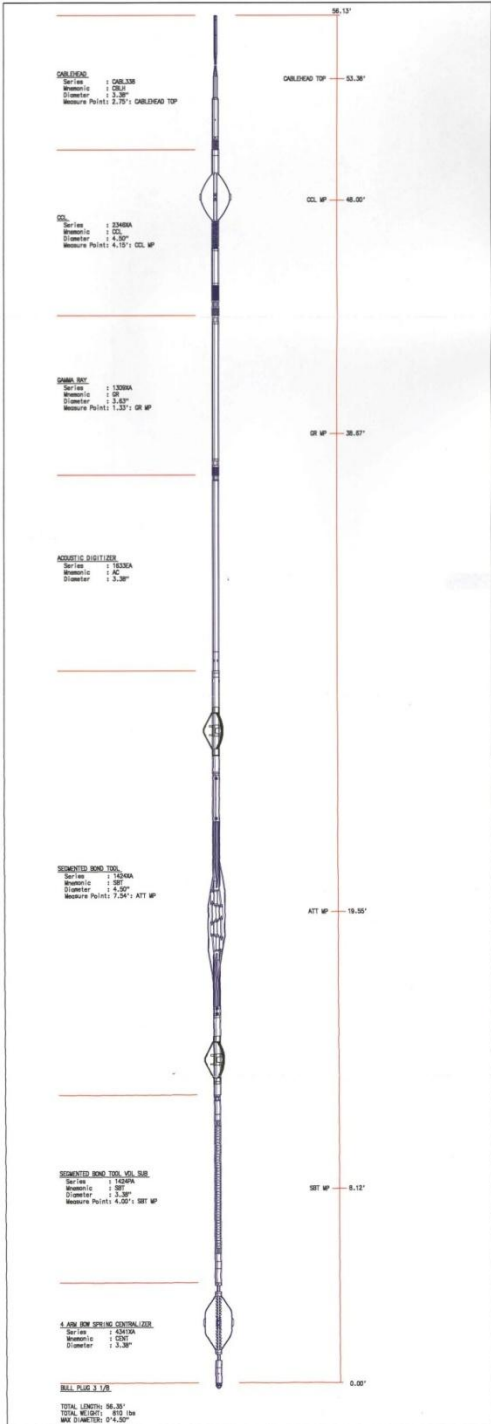 56.13'
CABLEHEAD
Series : CABL338
Mnemonic : CBLH
Diameter : 3.38"
Measure Point: 2.75': CABLEHEAD TOP
CABLEHEAD TOP 53.38'
CCL
Series : 2346XA
Mnemonic : CCL
Diameter : 4.50"
Measure Point: 4.15': CCL MP
CCL MP 48.00'
GAMMA RAY
Series : 1309XA
Mnemonic : GR
Diameter : 3.63"
Measure Point: 1.33': GR MP
GR MP 38.67'
ACOUSTIC DIGITIZER
Series : 1633EA
Mnemonic : AC
Diameter : 3.38"
SEGMENTED BOND TOOL
Series : 1424XA
Mnemonic : SBT
Diameter : 4.50"
Measure Point: 7.54': ATT MP
ATT MP 19.55'
SEGMENTED BOND TOOL VDL SUB
Series : 1424PA
Mnemonic : SBT
Diameter : 3.38"
Measure Point: 4.00': SBT MP
SBT MP 8.12'
4 ARM BOW SPRING CENTRALIZER
Series : 4341XA
Mnemonic : CENT
Diameter : 3.38"
BULL PLUG 3 1/8
0.00'
TOTAL LENGTH: 56.35'
TOTAL WEIGHT: 610 lbs
MAX DIAMETER: 0'4.50"